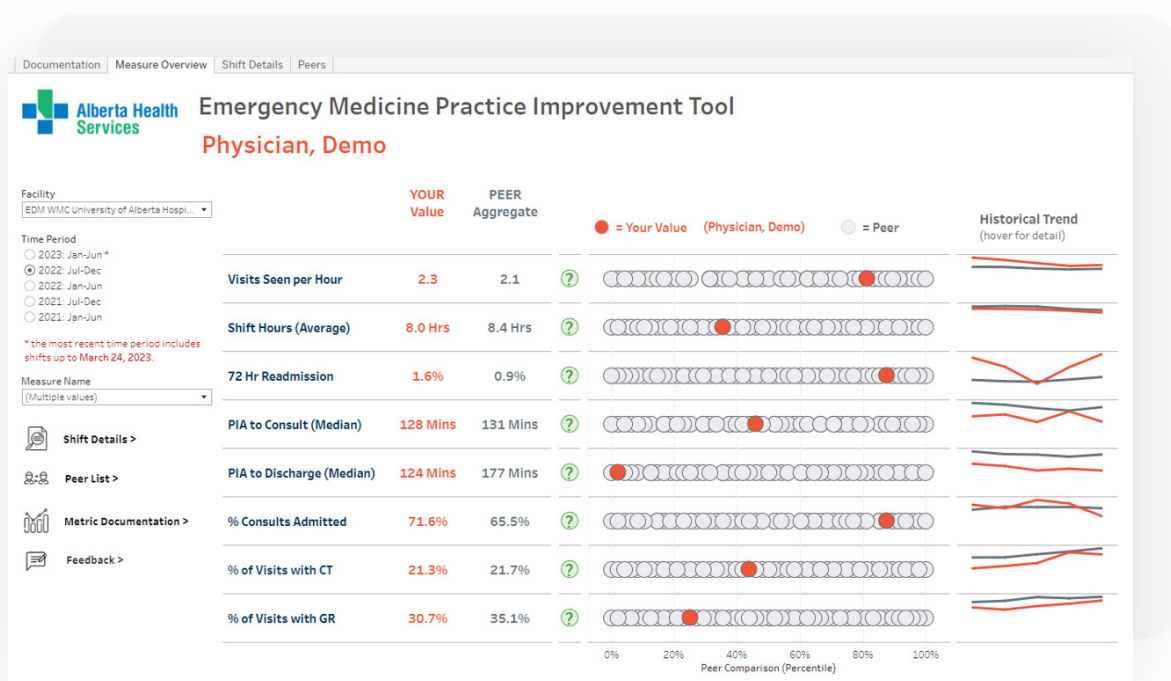 Documentation
Measure Overview
Shift Details
Peers
Alberta Health
Services
Emergency Medicine Practice Improvement Tool
Physician, Demo
Facility
EDM WMC University of Alberta Hospi...
Time Period
2023: Jan-Jun *
2022: Jul-Dec
2022: Jan-Jun
2021: Jul-Dec
2021: Jan-Jun
* the most recent time period includes
shifts up to March 24, 2023.
Measure Name
(Multiple values)
Shift Details >
Peer List >
Metric Documentation >
Feedback >
YOUR
Value
PEER
Aggregate
= Your Value (Physician, Demo)
= Peer
Historical Trend
(hover for detail)
Visits Seen per Hour 2.3 2.1 ?
Shift Hours (Average) 8.0 Hrs 8.4 Hrs ?
72 Hr Readmission 1.6% 0.9% ?
PIA to Consult (Median) 128 Mins 131 Mins ?
PIA to Discharge (Median) 124 Mins 177 Mins ?
% Consults Admitted 71.6% 65.5% ?
% of Visits with CT 21.3% 21.7% ?
% of Visits with GR 30.7% 35.1% ?
0% 20% 40% 60% 80% 100%
Peer Comparison (Percentile)